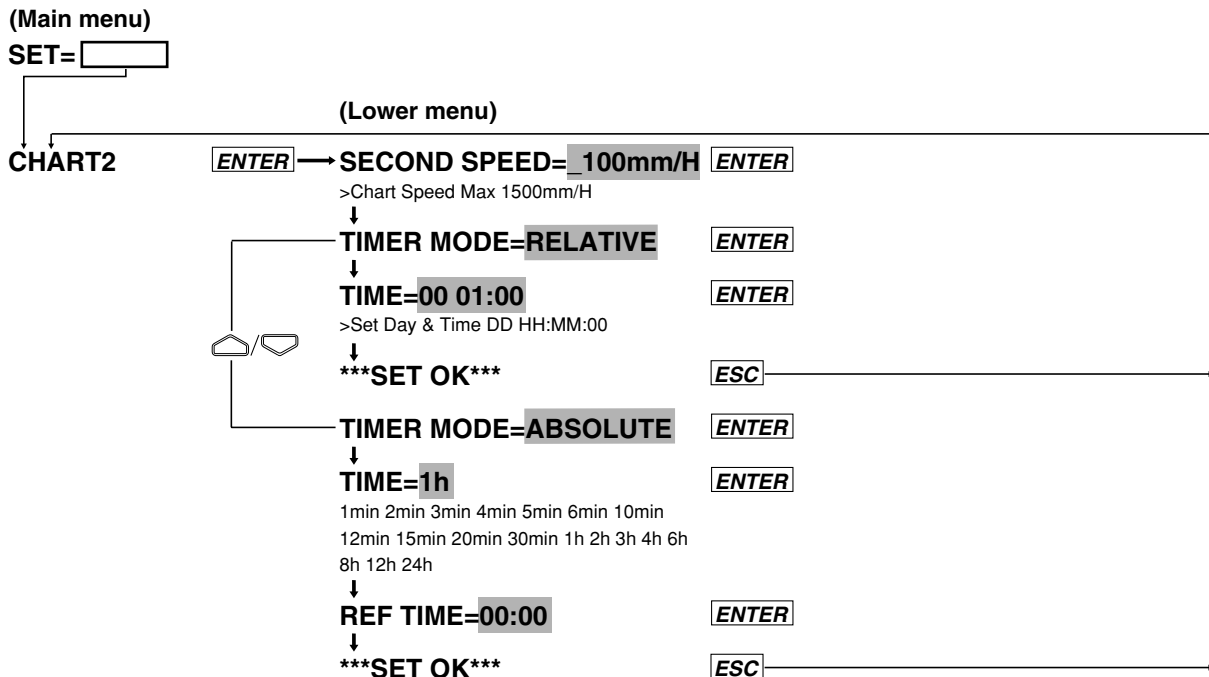 (Main menu)
SET=
(Lower menu)
CHART2 ENTER SECOND SPEED=_100mm/H ENTER
>Chart Speed Max 1500mm/H
TIMER MODE=RELATIVE ENTER
TIME=00 01:00 ENTER
>Set Day & Time DD HH:MM:00
/
***SET OK*** ESC
TIMER MODE=ABSOLUTE ENTER
TIME=1h ENTER
1min 2min 3min 4min 5min 6min 10min
12min 15min 20min 30min 1h 2h 3h 4h 6h
8h 12h 24h
REF TIME=00:00 ENTER
***SET OK*** ESC